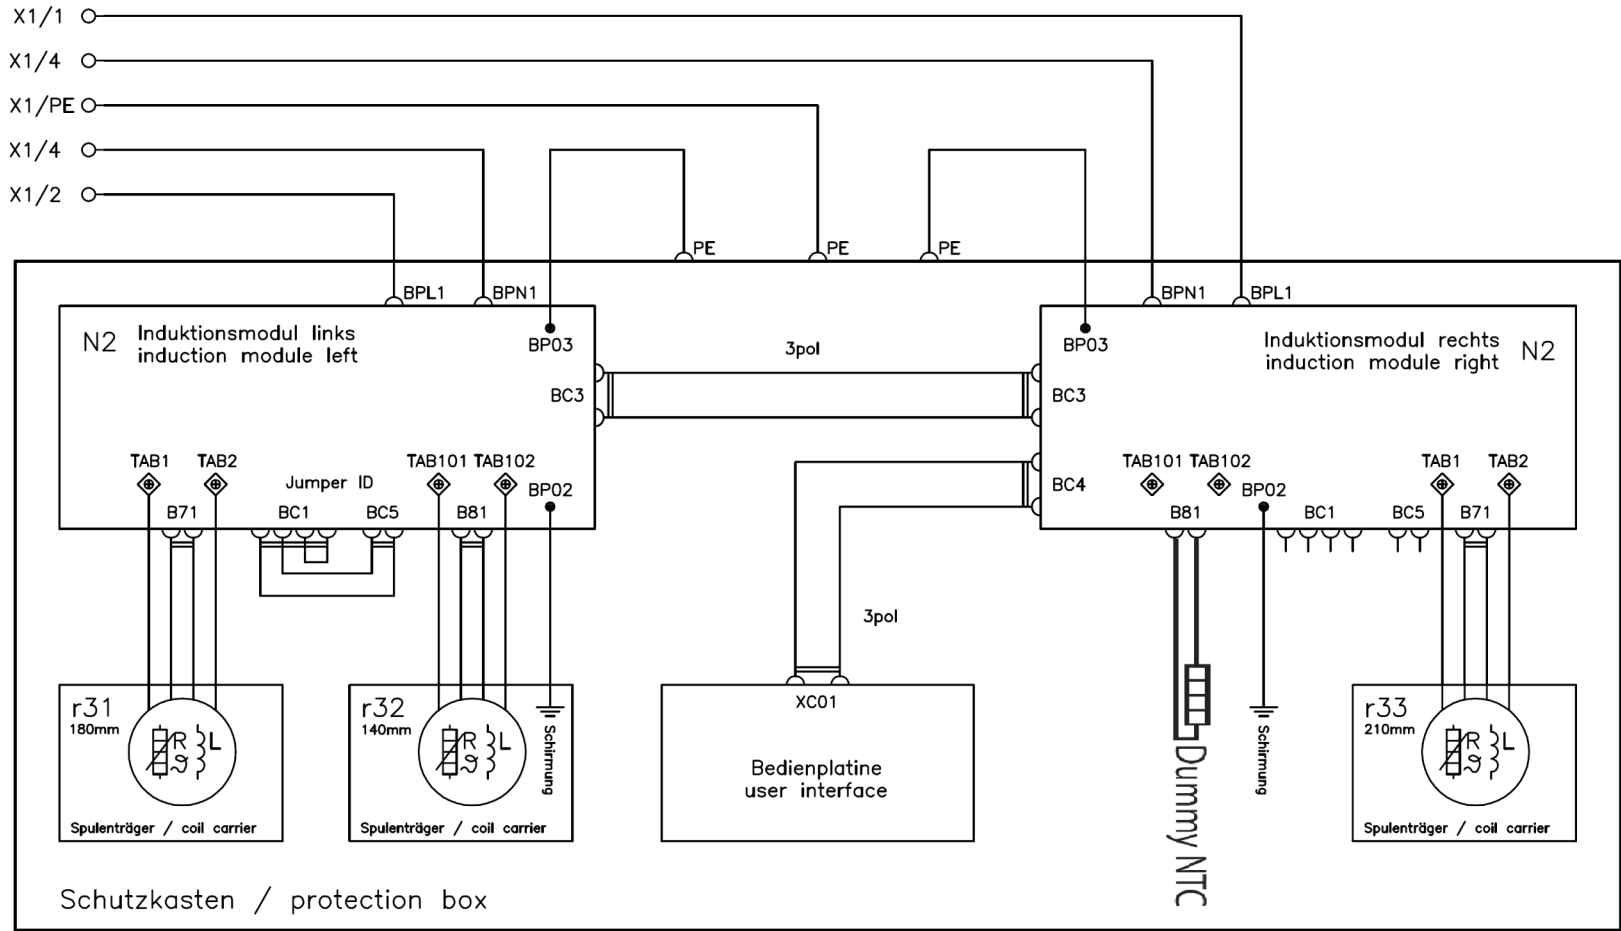 X1/1
X1/4
X1/PE
X1/4
X1/2
PE
PE
PE
BPL1
BPN1
BPN1
BPL1
N2
Induktionsmodul links
induction module left
BP03
3pol
BP03
Induktionsmodul rechts
induction module right
N2
BC3
BC3
TAB1
TAB2
Jumper ID
TAB101
TAB102
BP02
B71
BC1
BC5
B81
BC4
TAB101
TAB102
BP02
TAB1
TAB2
B81
BC1
BC5
B71
3pol
r31
180mm
R
ϑ
L
Spulenträger / coil carrier
r32
140mm
R
ϑ
L
Schirmung
Spulenträger / coil carrier
XC01
Bedienplatine
user interface
Dummy NTC
Schirmung
r33
210mm
R
ϑ
L
Spulenträger / coil carrier
Schutzkasten / protection box